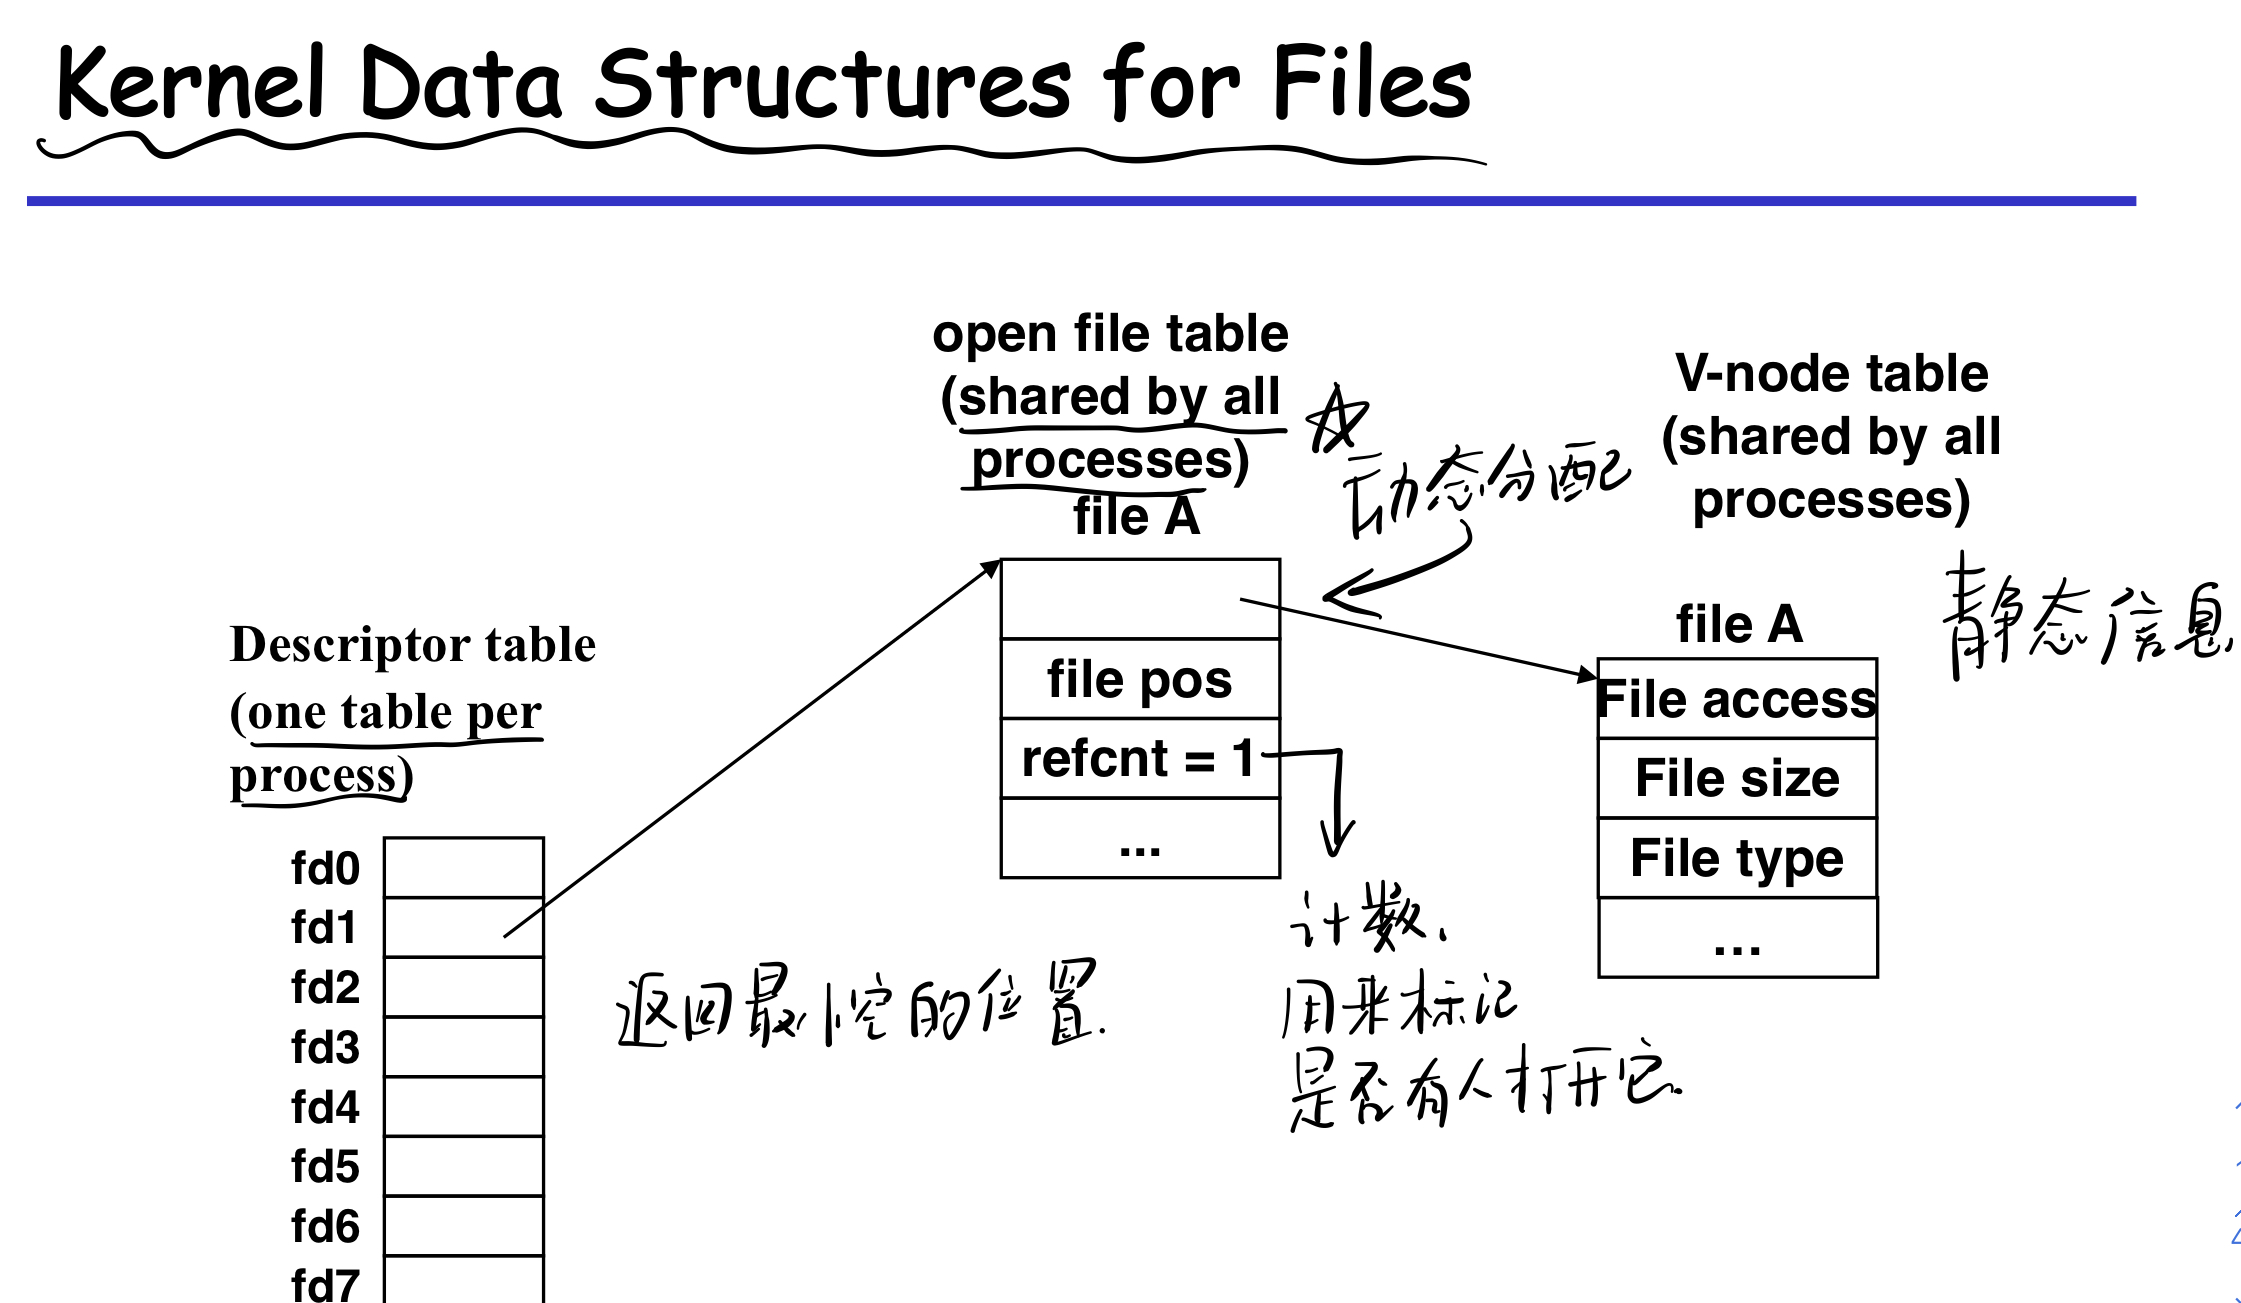 Kernel Data Structures for Files
open file table
(shared by all
processes)
file A
动态分配
V-node table
(shared by all
processes)
静态信息
file A
File access
File size
File type
...
file pos
refcnt = 1
...
计数.
用来标记
是否有人打开它.
Descriptor table
(one table per
process)
fd0
fd1
fd2
fd3
fd4
fd5
fd6
fd7
返回最小空的位置.